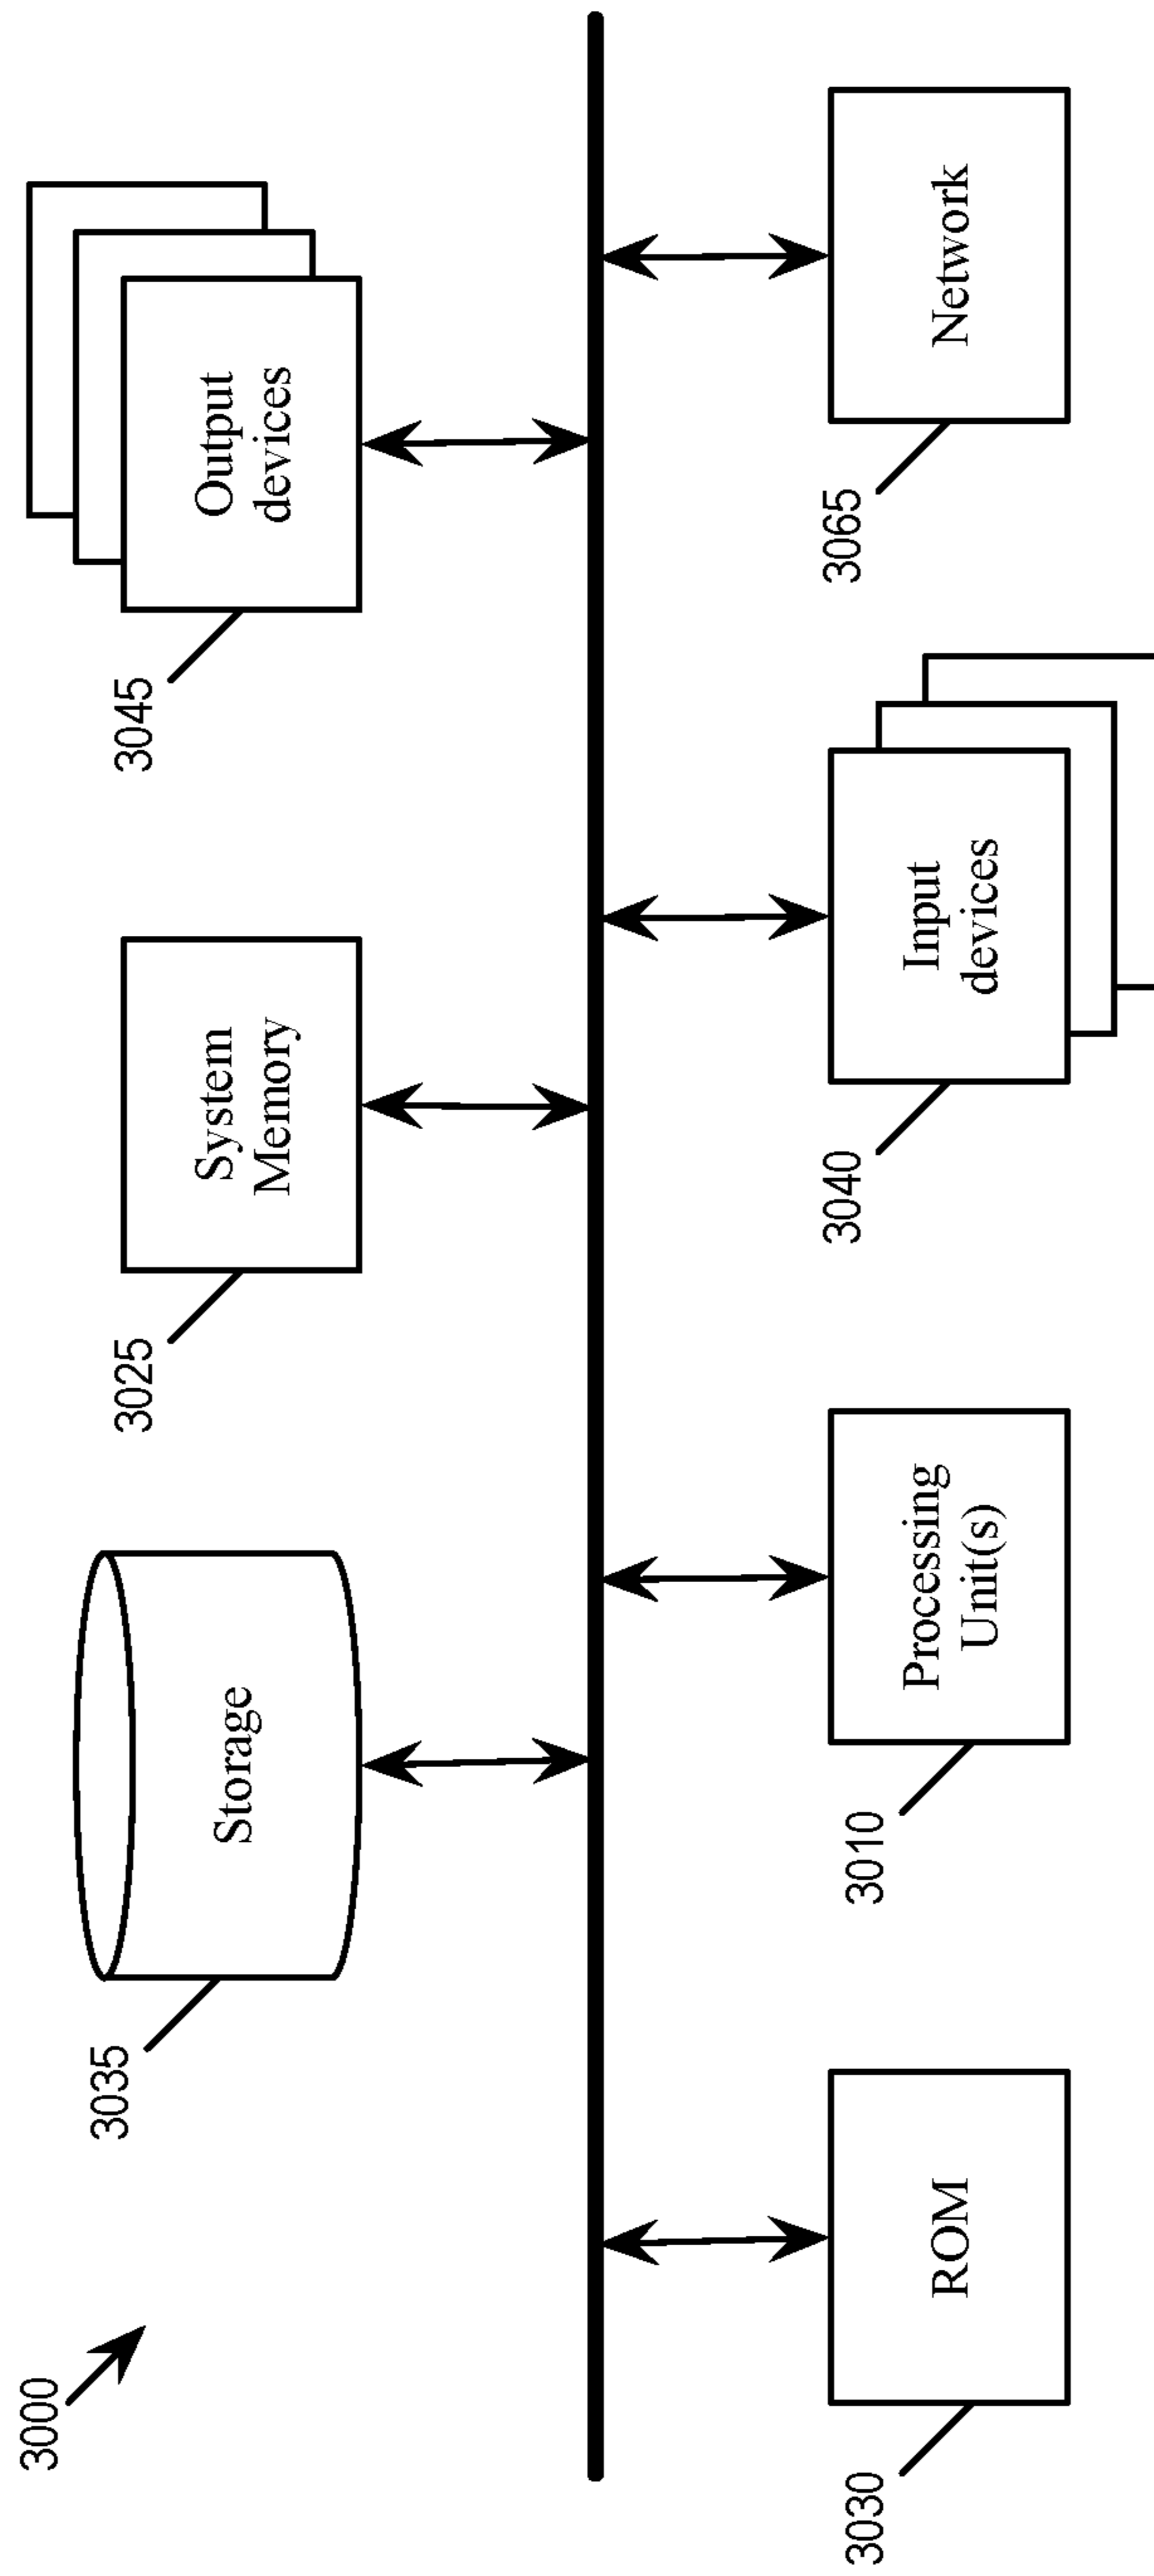 3000
3035
Storage
3025
System
Memory
3045
Output
devices
3030
ROM
3010
Processing
Unit(s)
3040
Input
devices
3065
Network